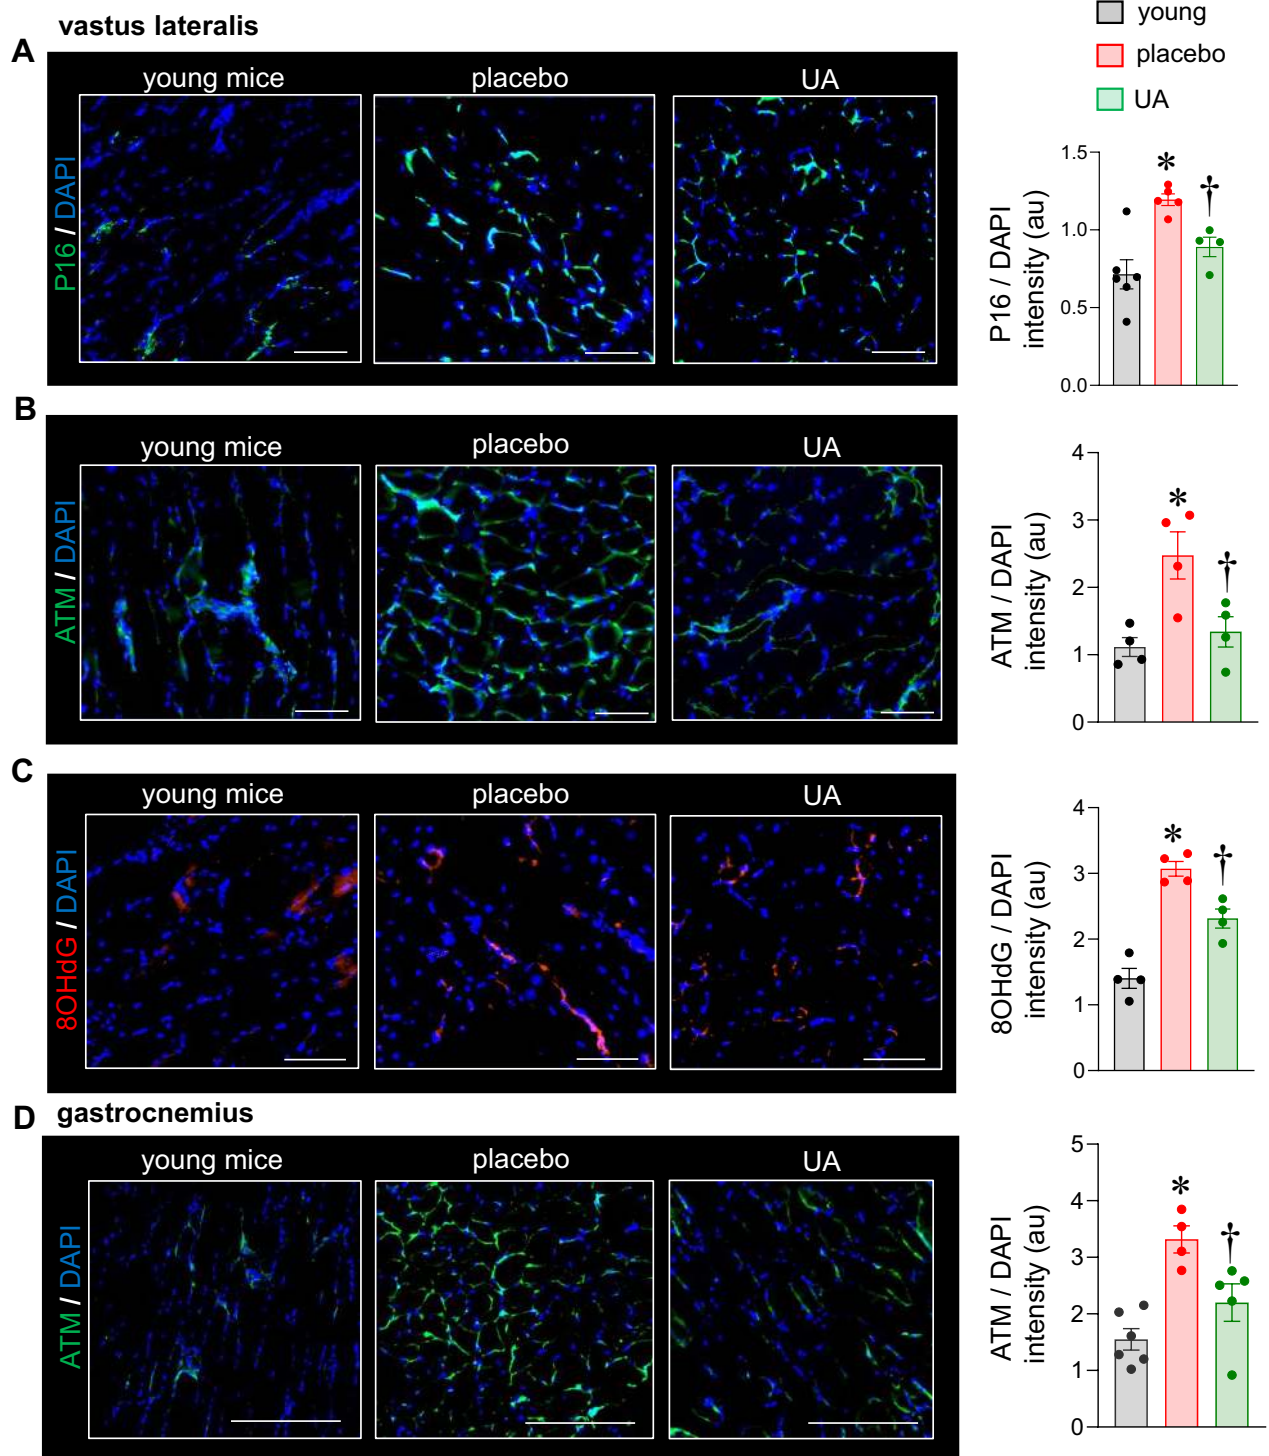 vastus lateralis
young
placebo
UA
A
young mice
placebo
UA
P16 / DAPI
P16 / DAPI
intensity (au)
1.5
1.0
0.5
0.0
*
†
B
young mice
placebo
UA
ATM / DAPI
ATM / DAPI
intensity (au)
4
3
2
1
0
*
†
C
young mice
placebo
UA
8OHdG / DAPI
8OHdG / DAPI
intensity (au)
4
3
2
1
0
*
†
D
gastrocnemius
young mice
placebo
UA
ATM / DAPI
ATM / DAPI
intensity (au)
5
4
3
2
1
0
*
†